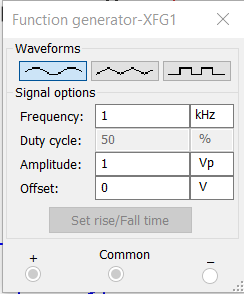 Function generator-XFG1
Waveforms
Signal options
Frequency: 1 kHz
Duty cycle: 50 %
Amplitude: 1 Vp
Offset: 0 V
Set rise/Fall time
+ Common –